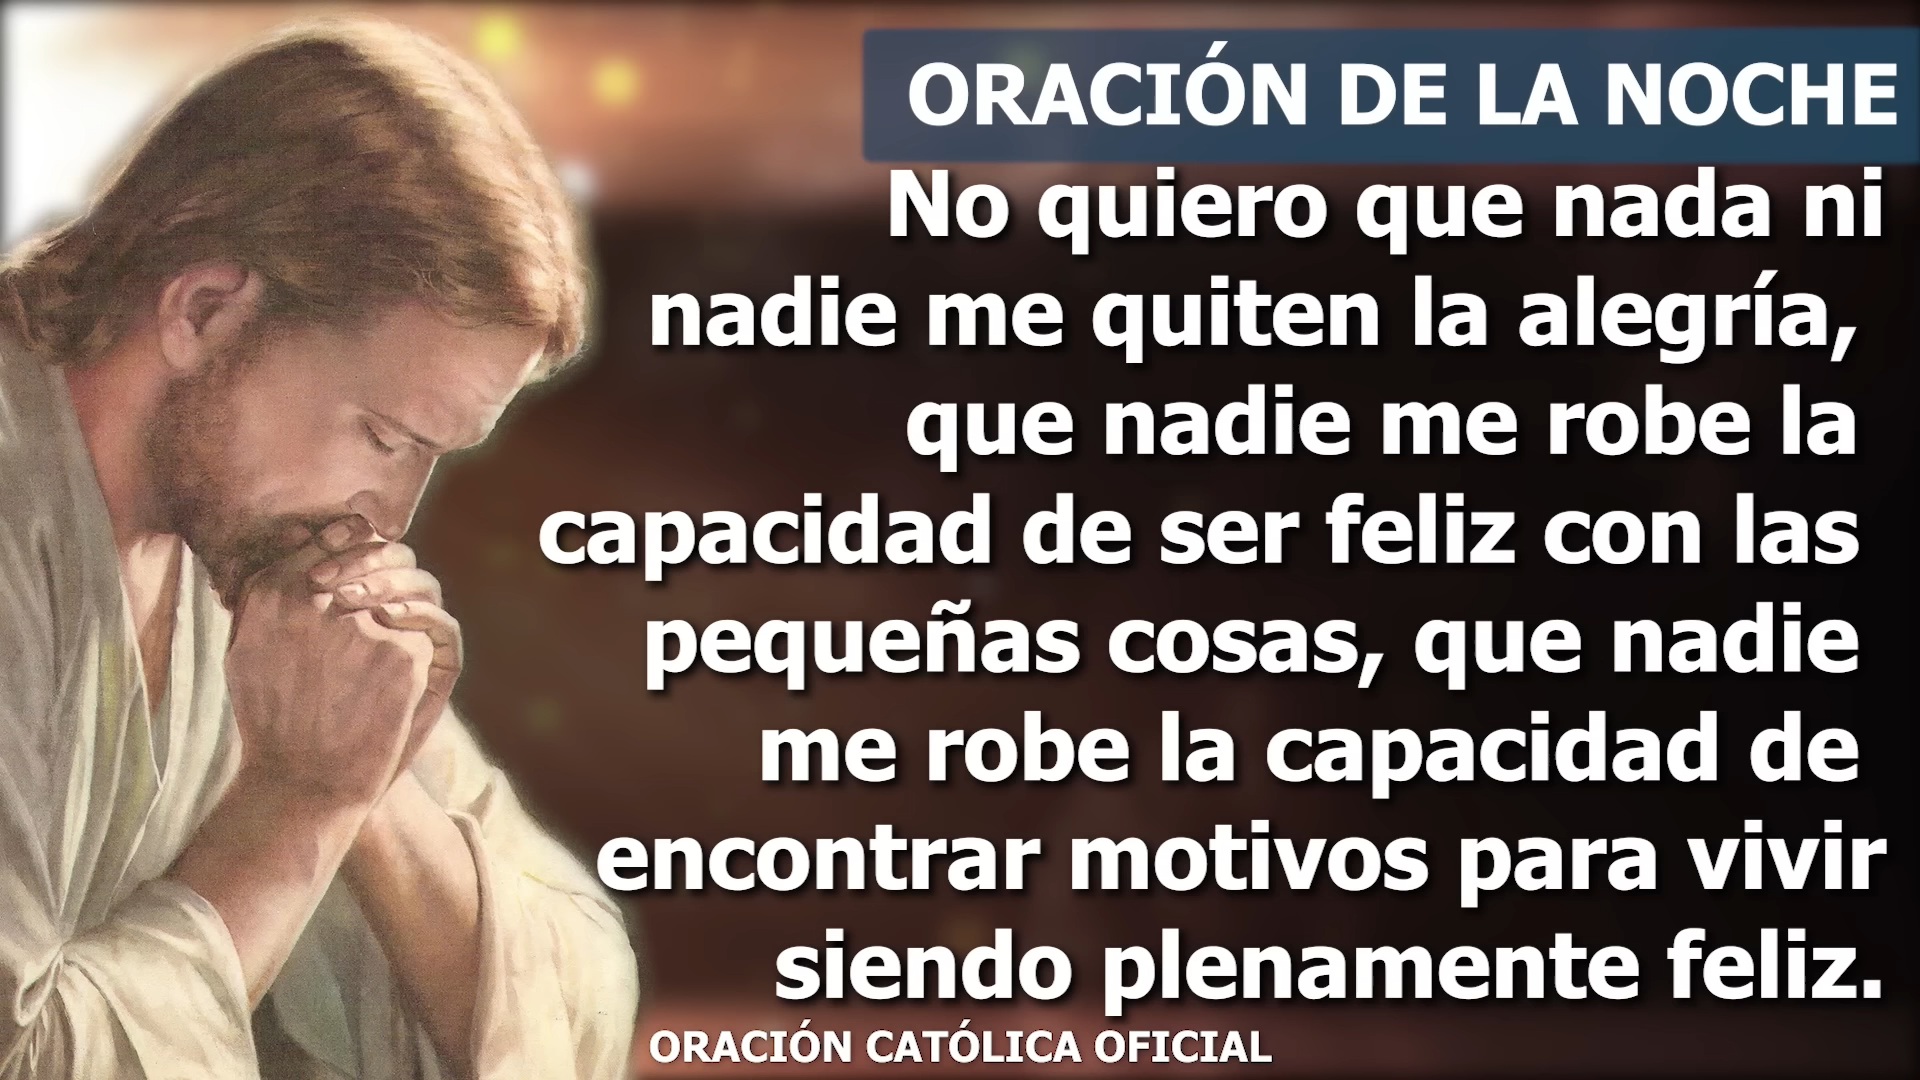 ORACIÓN DE LA NOCHE
No quiero que nada ni
nadie me quiten la alegría,
que nadie me robe la
capacidad de ser feliz con las
pequeñas cosas, que nadie
me robe la capacidad de
encontrar motivos para vivir
siendo plenamente feliz.
ORACIÓN CATÓLICA OFICIAL